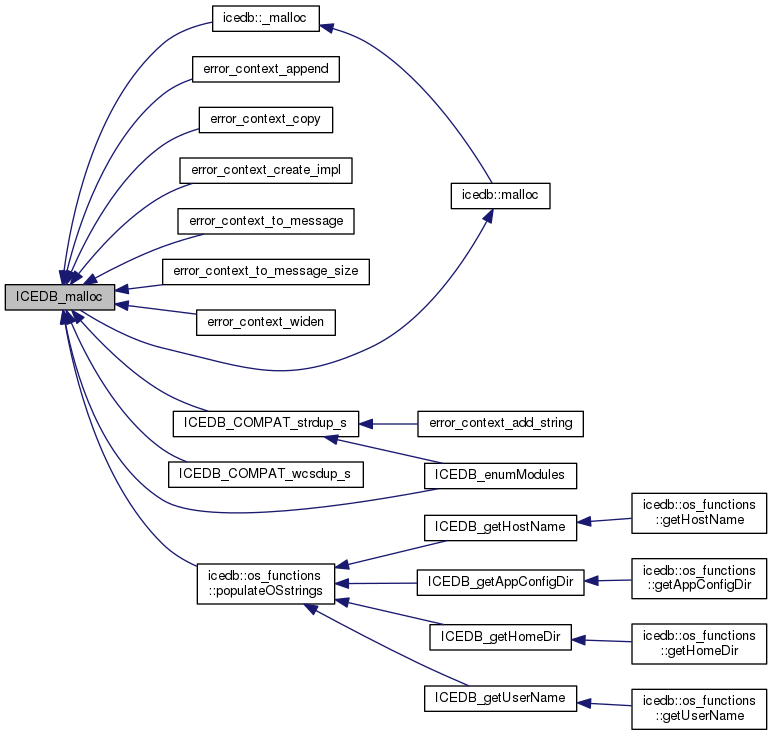 icedb::_malloc
error_context_append
error_context_copy
error_context_create_impl
icedb::malloc
error_context_to_message
error_context_to_message_size
ICEDB_malloc
error_context_widen
ICEDB_COMPAT_strdup_s
error_context_add_string
ICEDB_COMPAT_wcsdup_s
ICEDB_enumModules
ICEDB_getHostName
icedb::os_functions
::getHostName
icedb::os_functions
::populateOSstrings
ICEDB_getAppConfigDir
icedb::os_functions
::getAppConfigDir
ICEDB_getHomeDir
icedb::os_functions
::getHomeDir
ICEDB_getUserName
icedb::os_functions
::getUserName